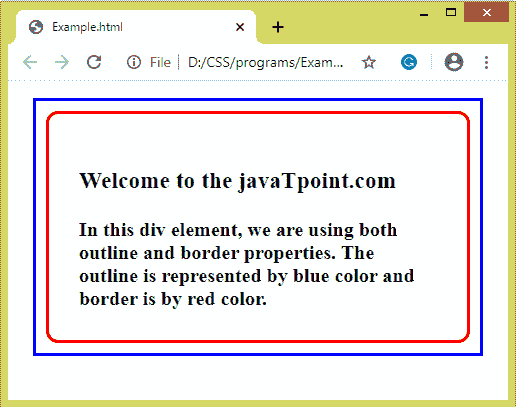 Example.html
File D:/CSS/programs/Exam...
Welcome to the javaTpoint.com
In this div element, we are using both
outline and border properties. The
outline is represented by blue color and
border is by red color.